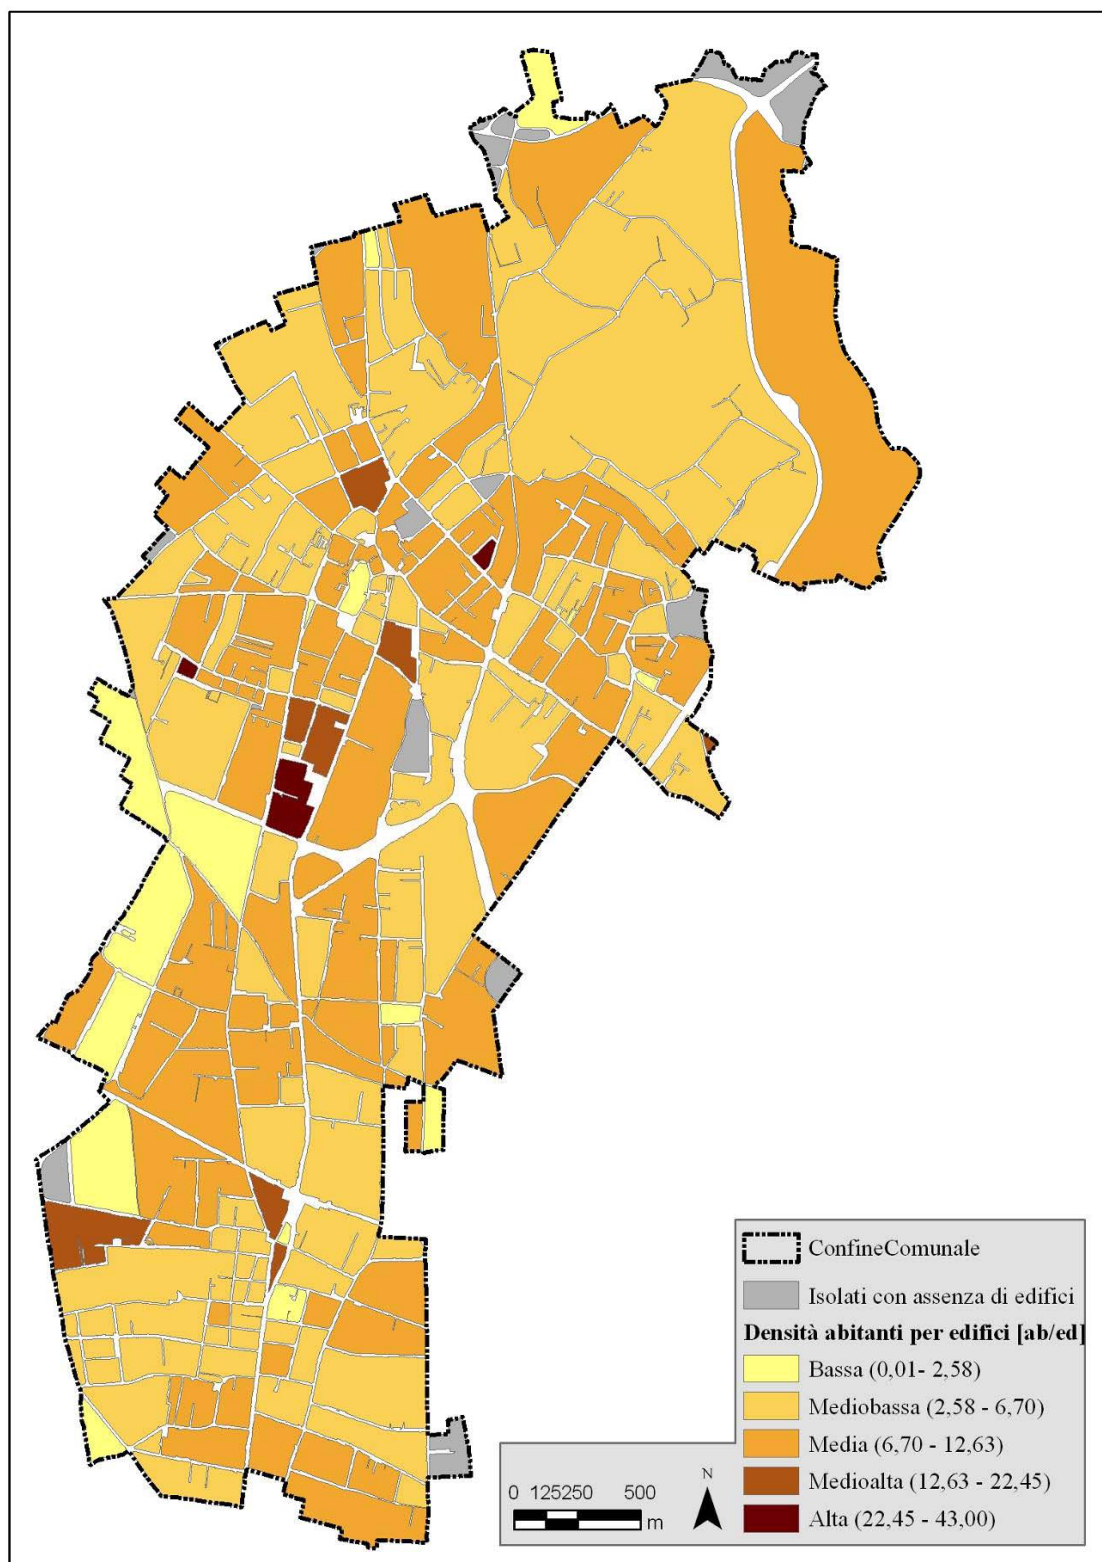 ConfineComunale
Isolati con assenza di edifici
Densità abitanti per edifici [ab/ed]
Bassa (0,01- 2,58)
Mediobassa (2,58 - 6,70)
Media (6,70 - 12,63)
Medioalta (12,63 - 22,45)
Alta (22,45 - 43,00)
N
0 125250 500
m